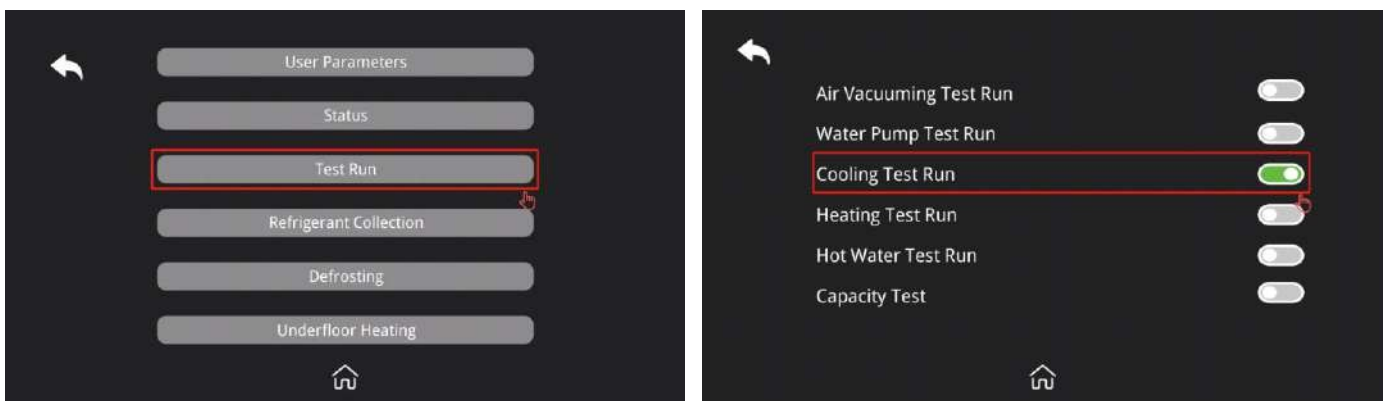 User Parameters
Status
Test Run
Refrigerant Collection
Defrosting
Underfloor Heating
Air Vacuuming Test Run
Water Pump Test Run
Cooling Test Run
Heating Test Run
Hot Water Test Run
Capacity Test